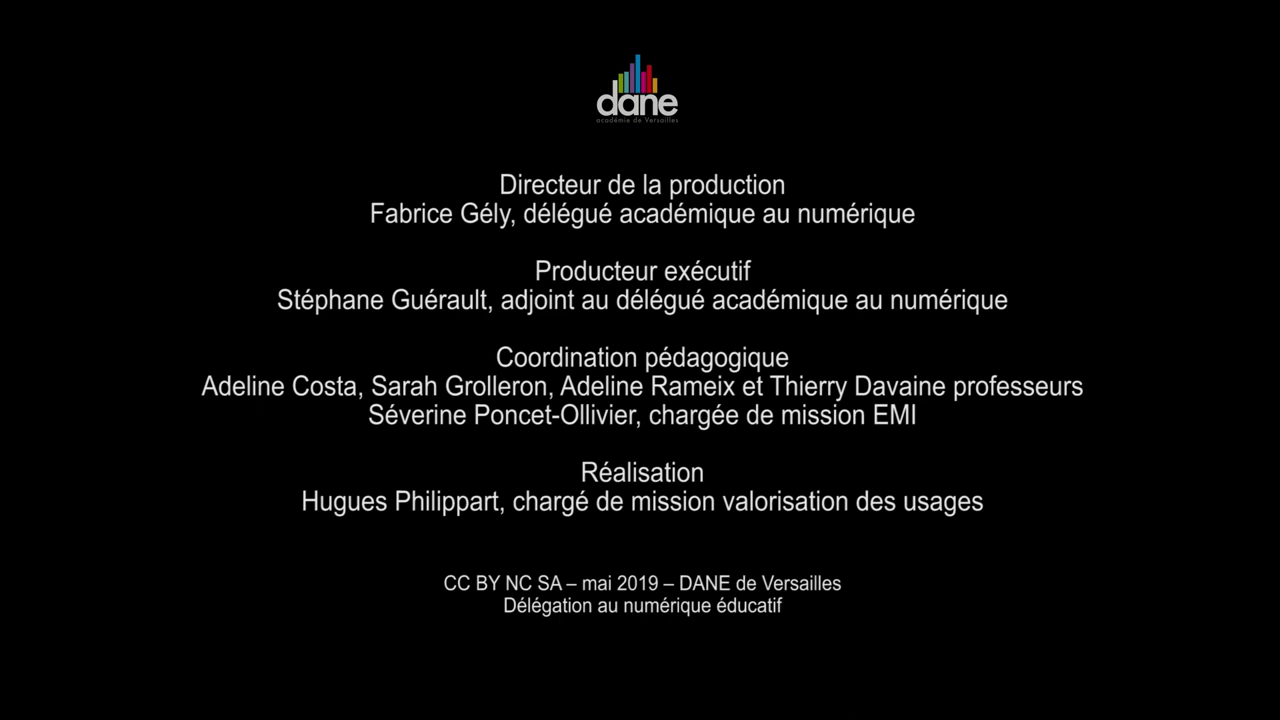 dane
académie de Versailles
Directeur de la production
Fabrice Gély, délégué académique au numérique
Producteur exécutif
Stéphane Guérault, adjoint au délégué académique au numérique
Coordination pédagogique
Adeline Costa, Sarah Grolleron, Adeline Rameix et Thierry Davaine professeurs
Séverine Poncet-Ollivier, chargée de mission EMI
Réalisation
Hugues Philippart, chargé de mission valorisation des usages
CC BY NC SA – mai 2019 – DANE de Versailles
Délégation au numérique éducatif